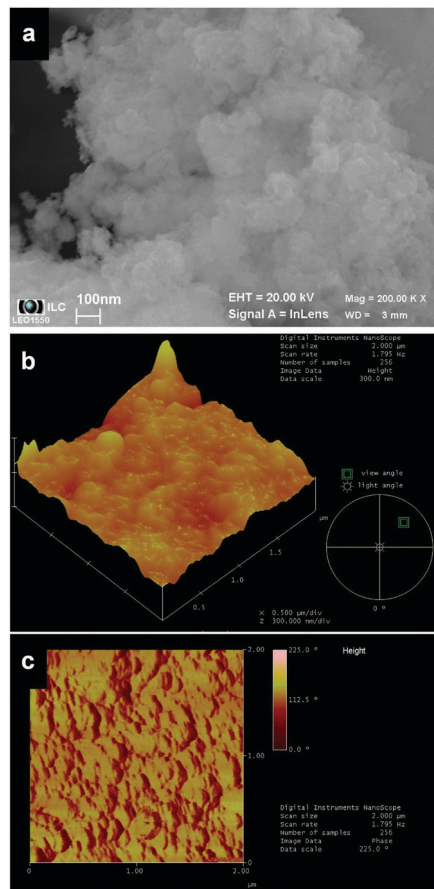 a
ILC
LEO1550
100nm
EHT = 20.00 kV
Signal A = InLens
Mag = 200.00 K X
WD = 3 mm
b
Digital Instruments NanoScope
Scan size 2.000 µm
Scan rate 1.795 Hz
Number of samples 256
Image Data Height
Data scale 300.0 nm
view angle
light angle
µm
1.5
1.0
0.5
X 0.500 µm/div
Z 300.000 nm/div
0 °
c
2.00
225.0 ° Height
112.5 °
1.00
0.0 °
Digital Instruments NanoScope
Scan size 2.000 µm
Scan rate 1.795 Hz
Number of samples 256
Image Data Phase
Data scale 225.0 °
0
0 1.00 2.00
µm